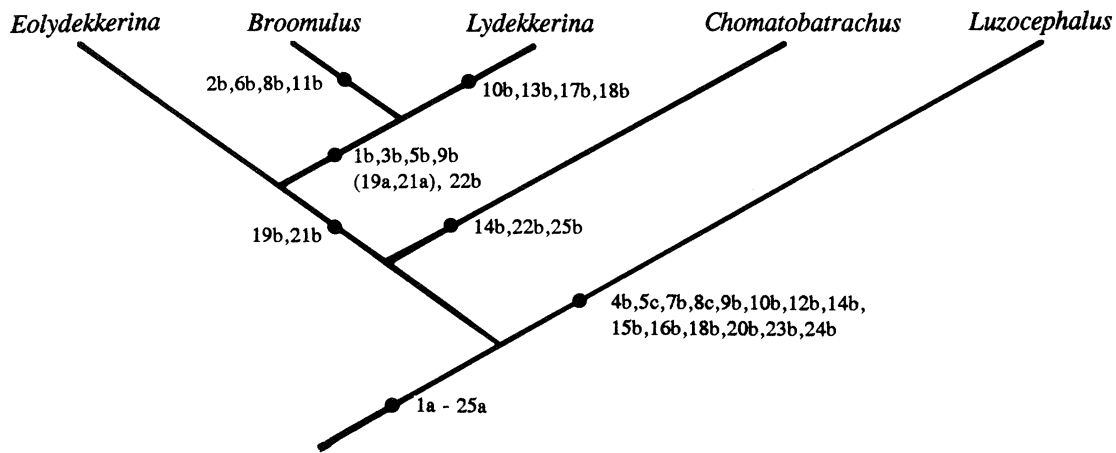 Eolydekkerina Broomulus Lydekkerina Chomatobatrachus Luzocephalus
2b,6b,8b,11b
10b,13b,17b,18b
1b,3b,5b,9b
(19a,21a), 22b
19b,21b
14b,22b,25b
4b,5c,7b,8c,9b,10b,12b,14b,
15b,16b,18b,20b,23b,24b
1a - 25a